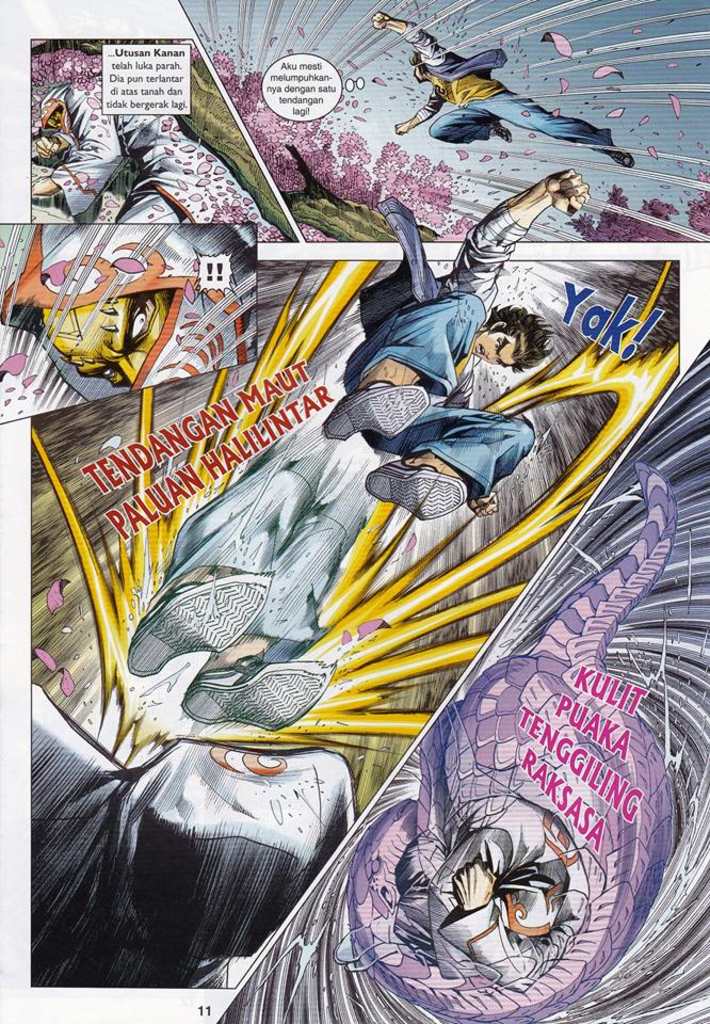 ...Utusan Kanan
telah luka parah.
Dia pun terlantar
di atas tanah dan
tidak bergerak lagi.
Aku mesti
melumpuhkan-
nya dengan satu
tendangan
lagi!
!!
Yak!
TENDANGAN MAUT
PALUAN HALILINTAR
KULIT
PUAKA
TENGGILING
RAKSASA
11